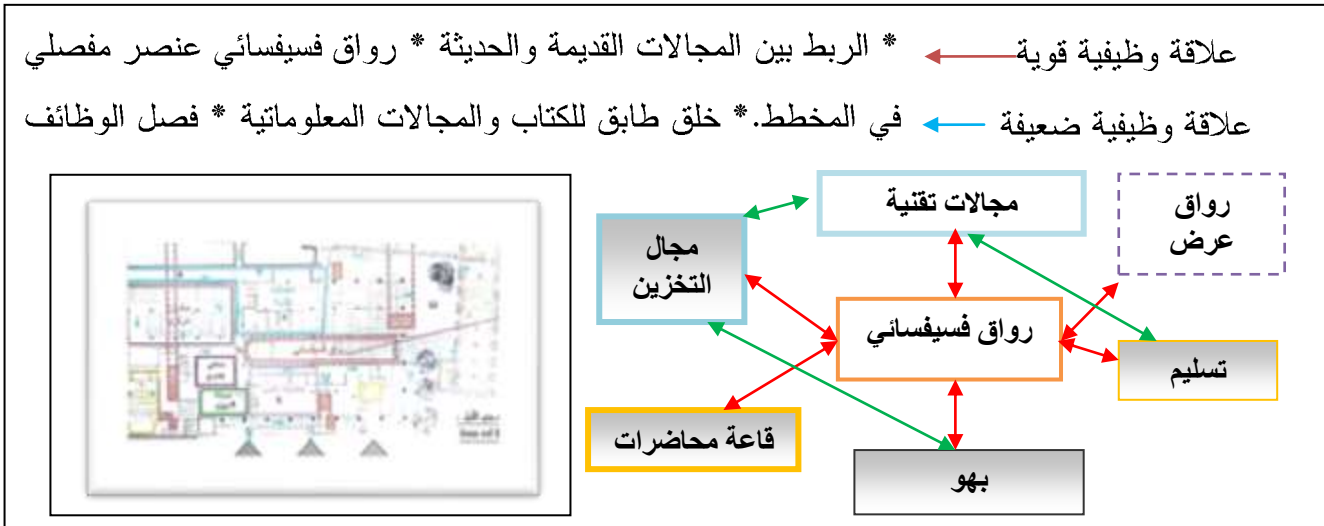 علاقة وظيفية قوية * الربط بين المجالات القديمة والحديثة * رواق فسيفسائي عنصر مفصلي
علاقة وظيفية ضعيفة في المخطط.* خلق طابق للكتاب والمجالات المعلوماتية * فصل الوظائف
رواق
عرض
مجالات تقنية
مجال
التخزين
رواق فسيفسائي
تسليم
قاعة محاضرات
بهو